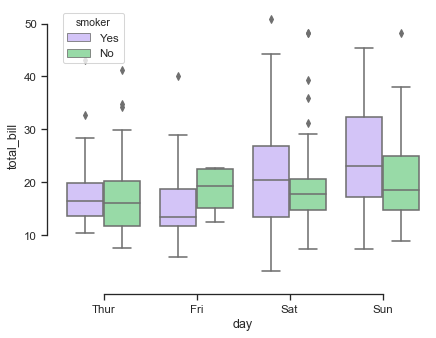 smoker
Yes
No
50
40
30
20
10
total_bill
Thur Fri Sat Sun
day